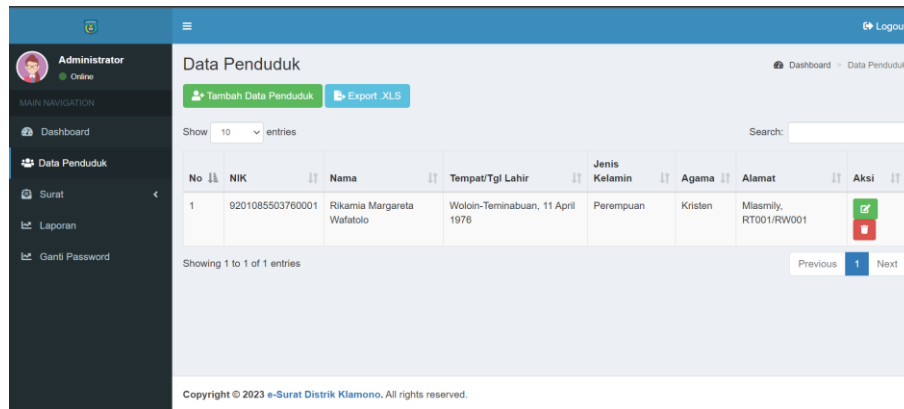 Logou
Administrator
Online
MAIN NAVIGATION
Dashboard
Data Penduduk
Surat
Laporan
Ganti Password
Data Penduduk
Dashboard > Data Penduduk
Tambah Data Penduduk
Export .XLS
Show 10 entries
Search:
No NIK Nama Tempat/Tgl Lahir Jenis Kelamin Agama Alamat Aksi
1 9201085503760001 Rikamia Margareta Wafatolo Woloin-Teminabuan, 11 April 1976 Perempuan Kristen Mlasmily, RT001/RW001
Showing 1 to 1 of 1 entries
Previous 1 Next
Copyright © 2023 e-Surat Distrik Klamono. All rights reserved.